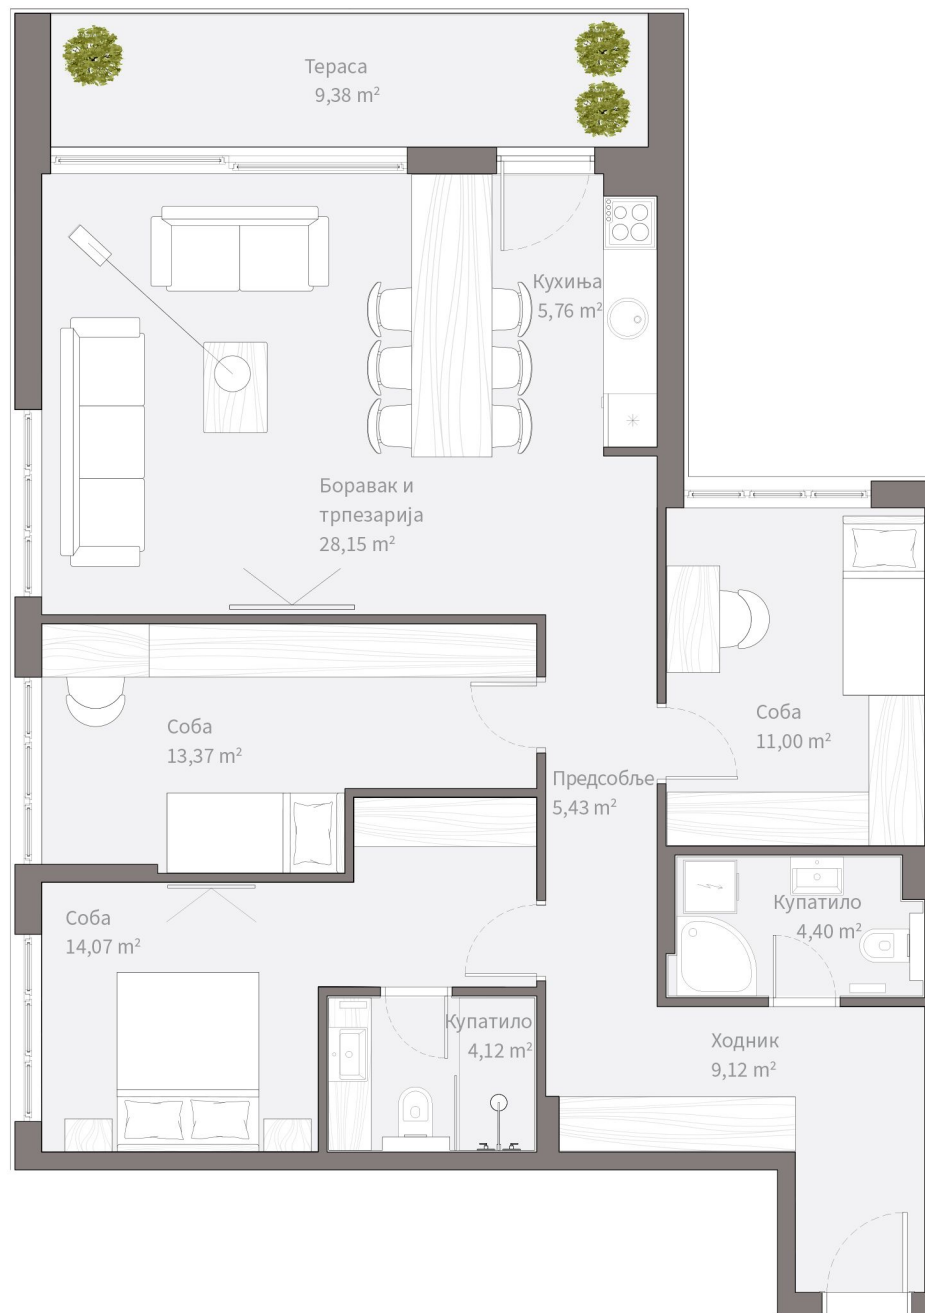 Тераса
9,38 m²
Кухиња
5,76 m²
Боравак и
трпезарија
28,15 m²
Соба
13,37 m²
Соба
11,00 m²
Предсобље
5,43 m²
Соба
14,07 m²
Купатило
4,40 m²
Купатило
4,12 m²
Ходник
9,12 m²